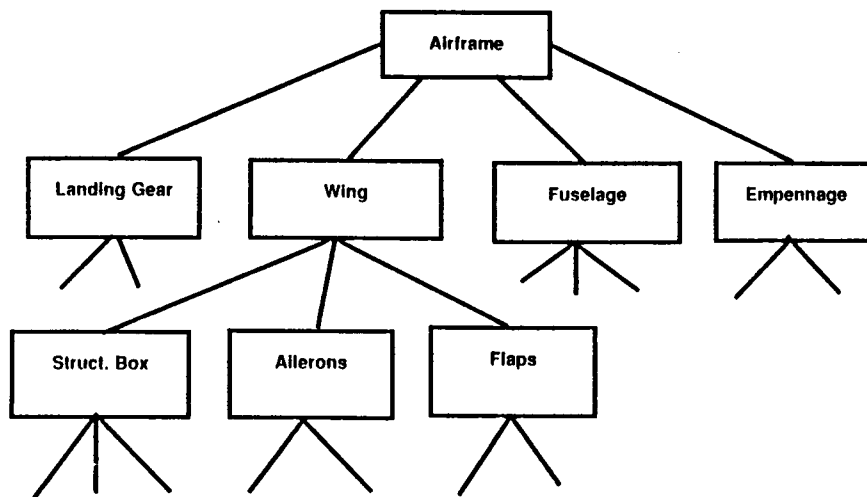 Airframe
Landing Gear
Wing
Fuselage
Empennage
Struct. Box
Ailerons
Flaps